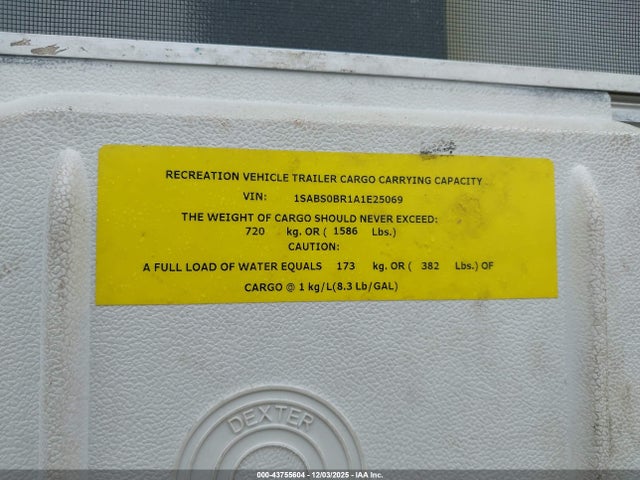 RECREATION VEHICLE TRAILER CARGO CARRYING CAPACITY
VIN: 1SABS0BR1A1E25069
THE WEIGHT OF CARGO SHOULD NEVER EXCEED:
720 kg. OR ( 1586 Lbs.)
CAUTION:
A FULL LOAD OF WATER EQUALS 173 kg. OR ( 382 Lbs.) OF
CARGO @ 1 kg/L(8.3 Lb/GAL)
DEXTER
000-43755604 - 12/03/2025 - IAA Inc.